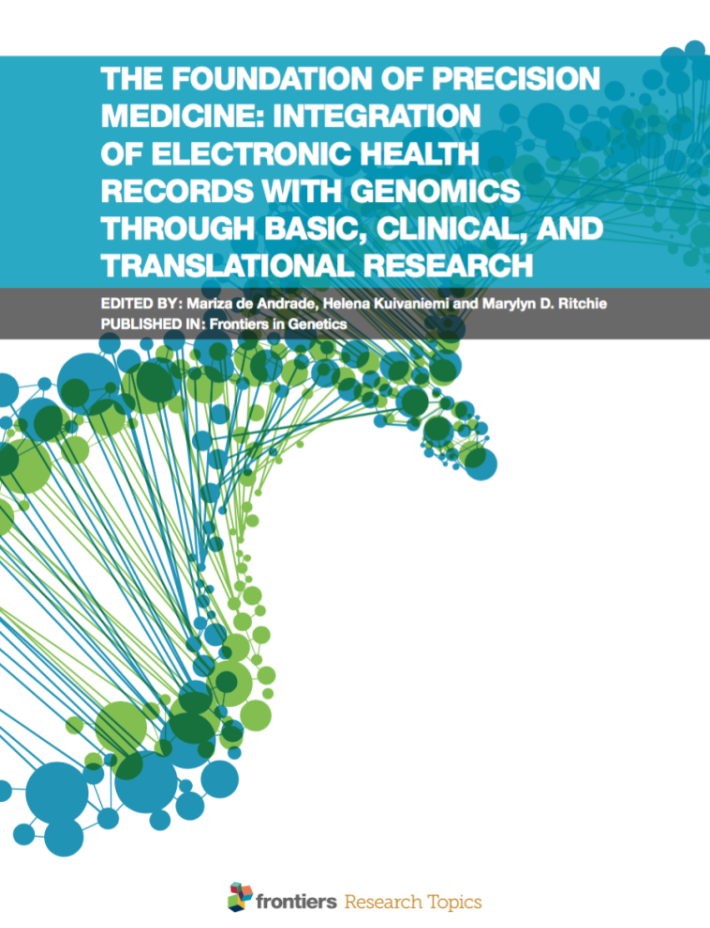 THE FOUNDATION OF PRECISION
MEDICINE: INTEGRATION
OF ELECTRONIC HEALTH
RECORDS WITH GENOMICS
THROUGH BASIC, CLINICAL, AND
TRANSLATIONAL RESEARCH
EDITED BY: Mariza de Andrade, Helena Kuivaniemi and Marylyn D. Ritchie
PUBLISHED IN: Frontiers in Genetics
frontiers Research Topics